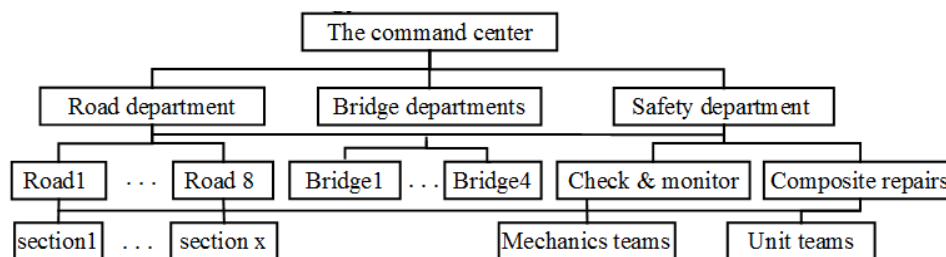 The command center
Road department Bridge departments Safety department
Road1 . . . Road 8 Bridge1 . . . Bridge4 Check & monitor Composite repairs
section1 . . . section x Mechanics teams Unit teams